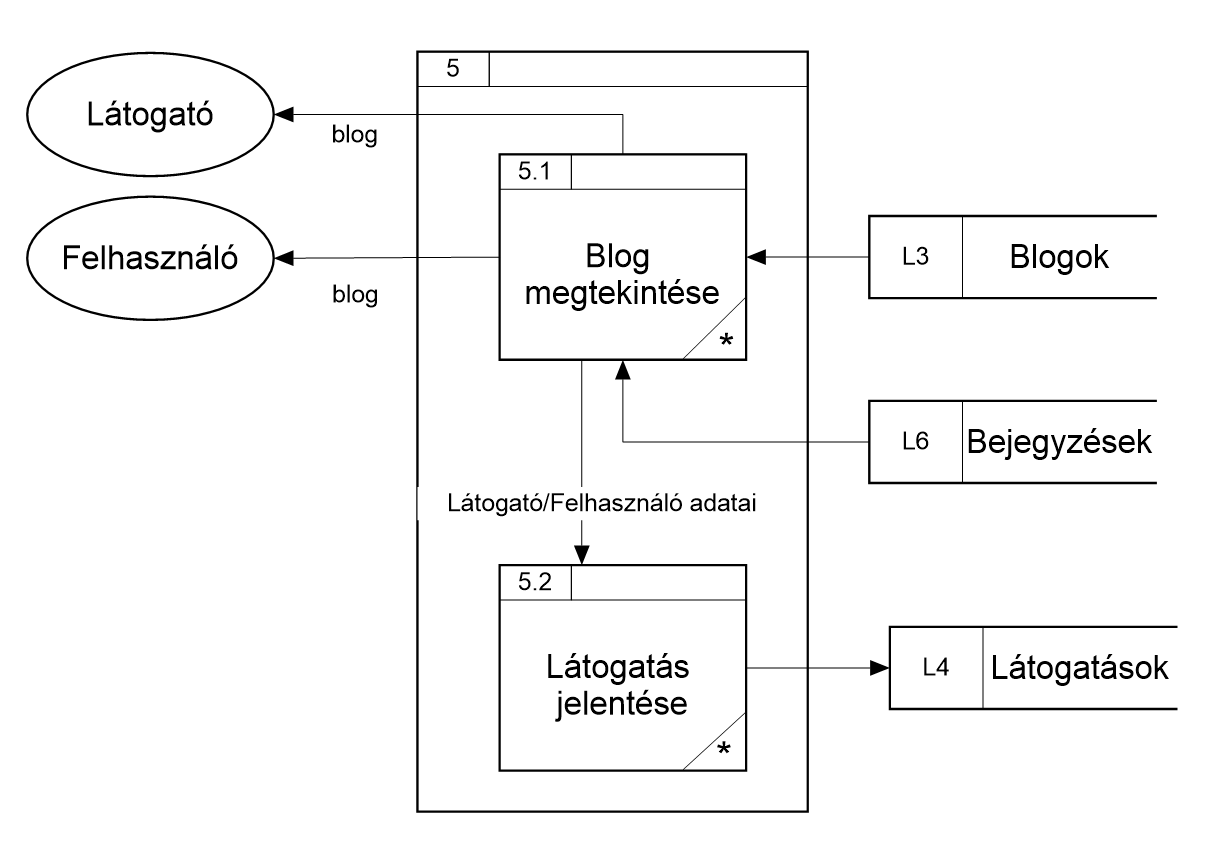 5
Látogató
blog
5.1
Felhasználó
blog
Blog
megtekintése
*
L3
Blogok
L6
Bejegyzések
Látogató/Felhasználó adatai
5.2
Látogatás
jelentése
*
L4
Látogatások